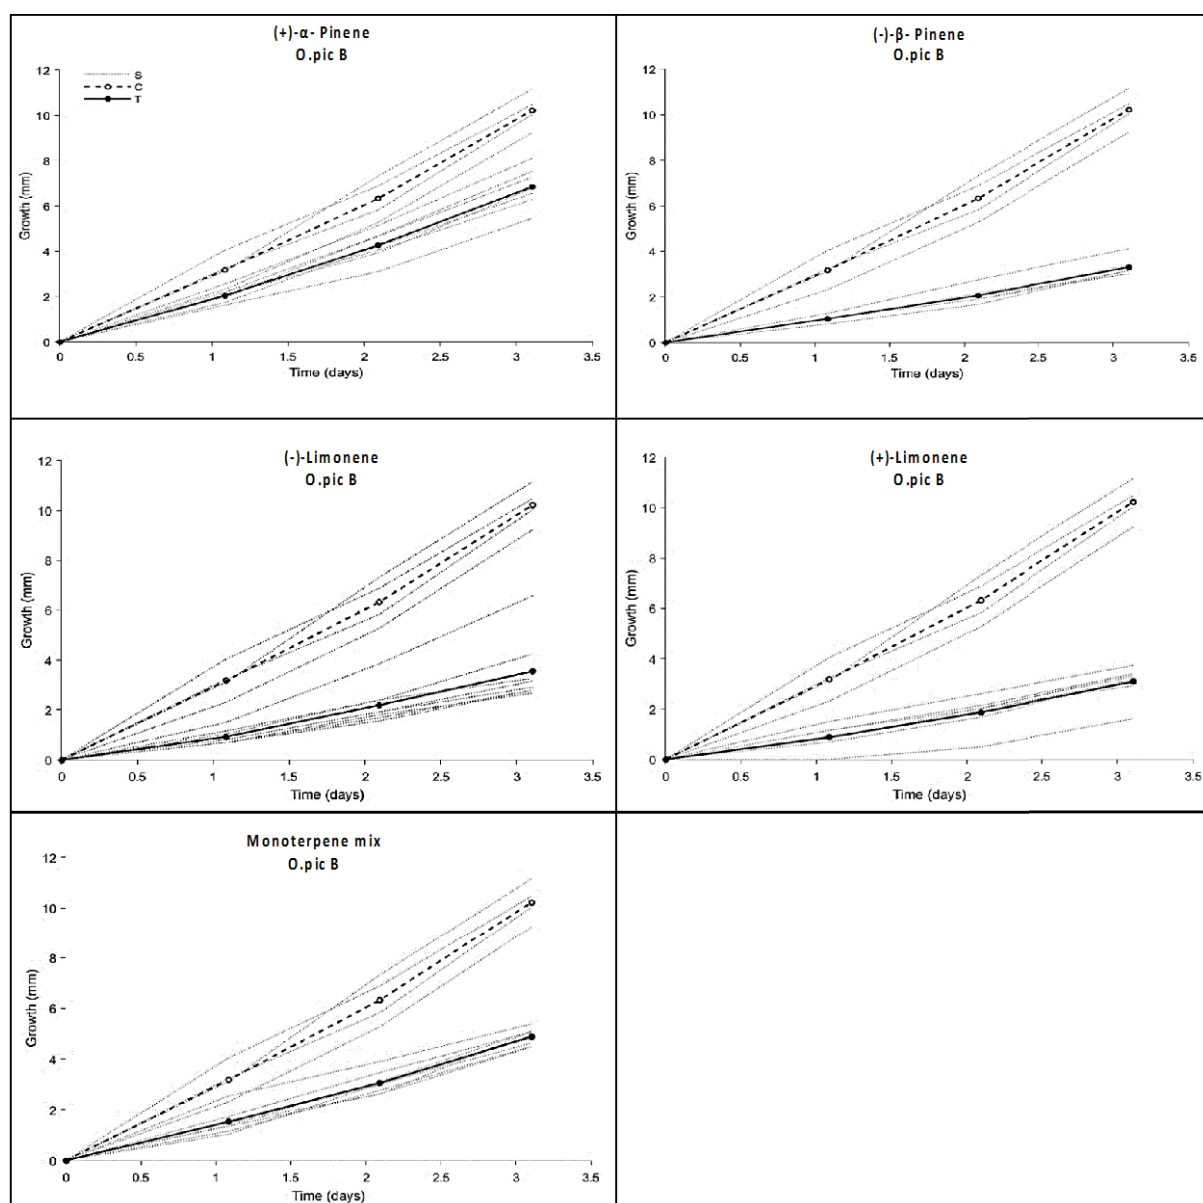 (+)-α- Pinene
O.pic B
S
C
T
12
10
8
6
4
2
0
Growth (mm)
0 0.5 1 1.5 2 2.5 3 3.5
Time (days)
(-)-β- Pinene
O.pic B
12
10
8
6
4
2
0
Growth (mm)
0 0.5 1 1.5 2 2.5 3 3.5
Time (days)
(-)-Limonene
O.pic B
12
10
8
6
4
2
0
Growth (mm)
0 0.5 1 1.5 2 2.5 3 3.5
Time (days)
(+)-Limonene
O.pic B
12
10
8
6
4
2
0
Growth (mm)
0 0.5 1 1.5 2 2.5 3 3.5
Time (days)
Monoterpene mix
O.pic B
12
10
8
6
4
2
0
Growth (mm)
0 0.5 1 1.5 2 2.5 3 3.5
Time (days)